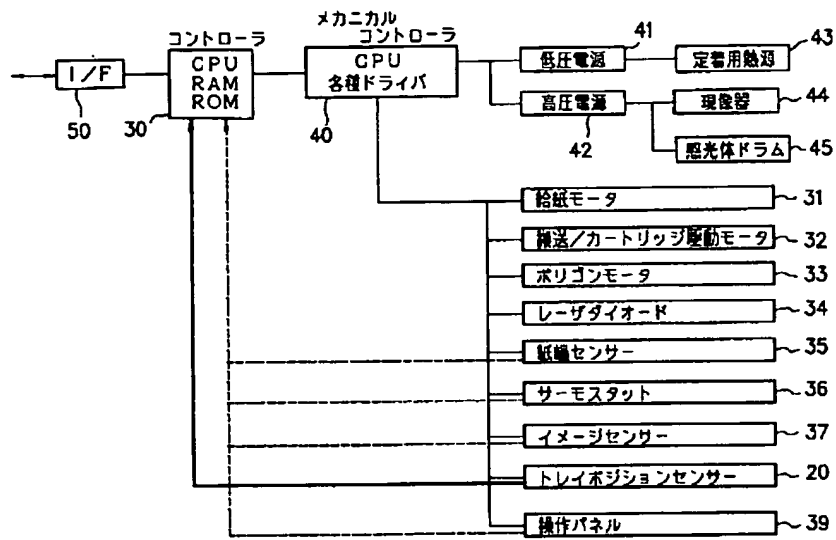 メカニカル
コントローラ
コントローラ
I/F
50
CPU
RAM
ROM
30
CPU
各種ドライバ
40
低圧電源
41
定着用熱源
43
高圧電源
42
現像器
44
感光体ドラム
45
給紙モータ
31
搬送/カートリッジ駆動モータ
32
ポリゴンモータ
33
レーザダイオード
34
紙幅センサー
35
サーモスタット
36
イメージセンサー
37
トレイポジションセンサー
20
操作パネル
39